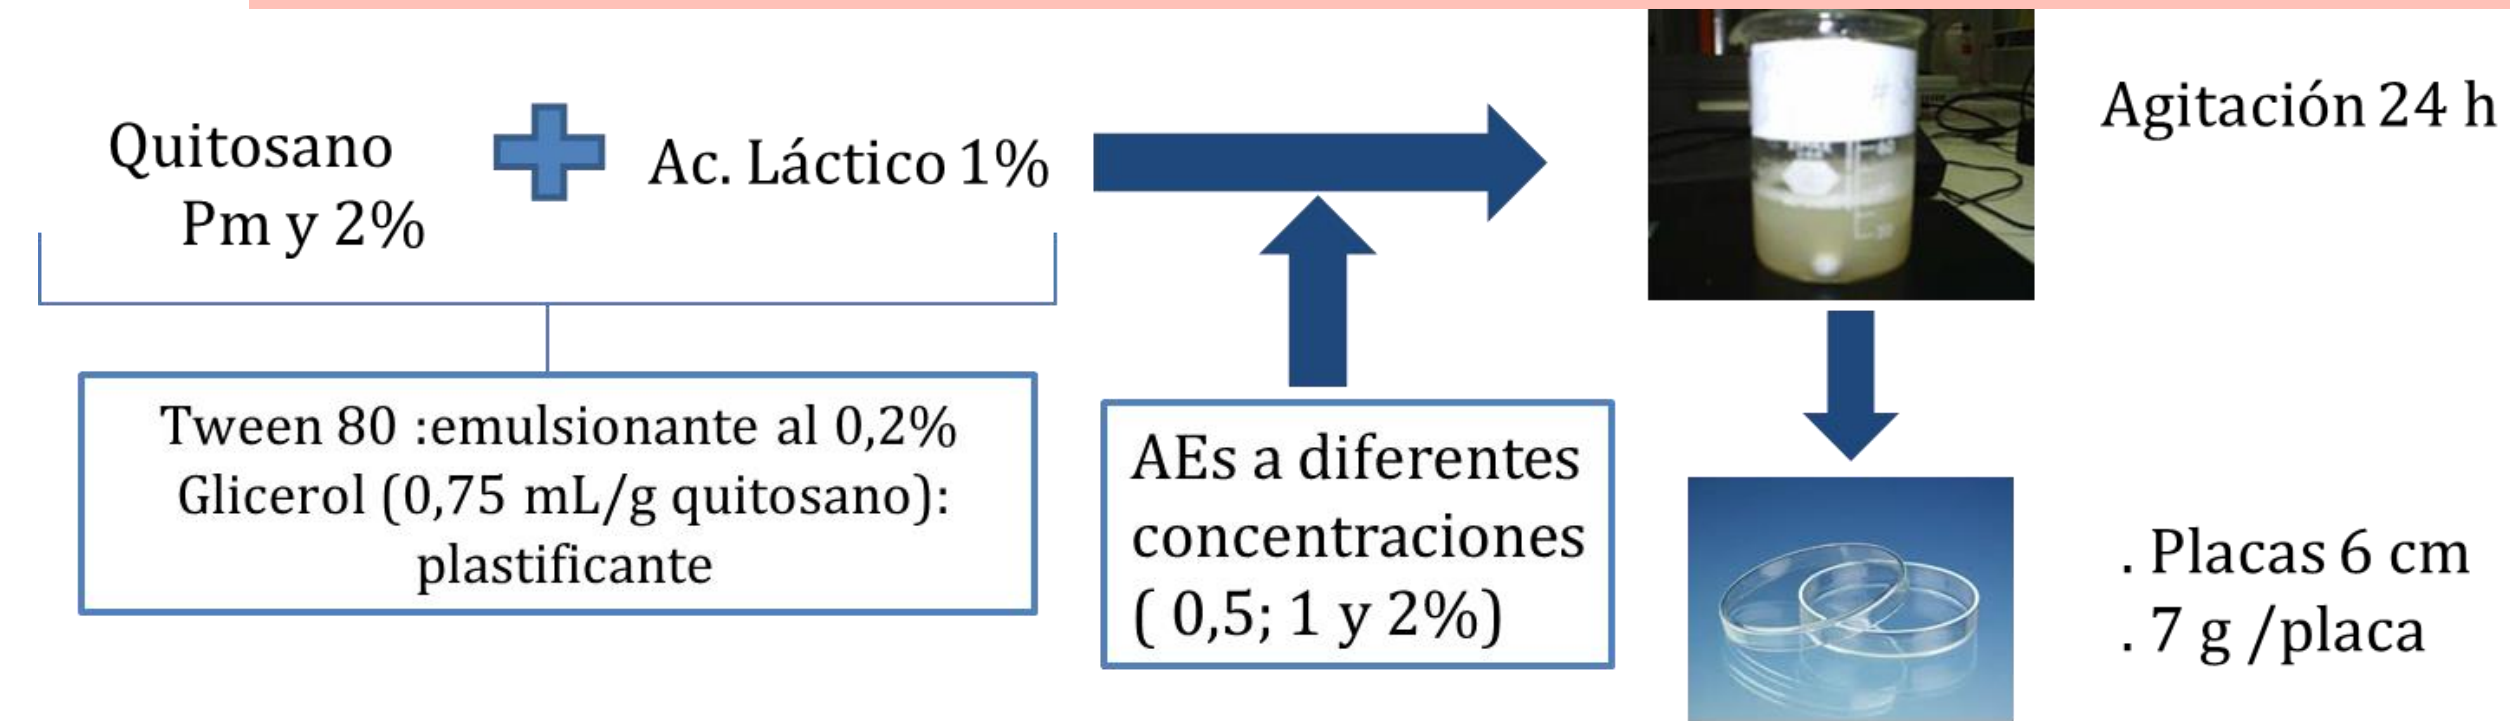 Quitosano
Pm y 2%
Ac. Láctico 1%
Agitación 24 h
Tween 80 :emulsionante al 0,2%
Glicerol (0,75 mL/g quitosano):
plastificante
AEs a diferentes
concentraciones
( 0,5; 1 y 2%)
. Placas 6 cm
. 7 g /placa